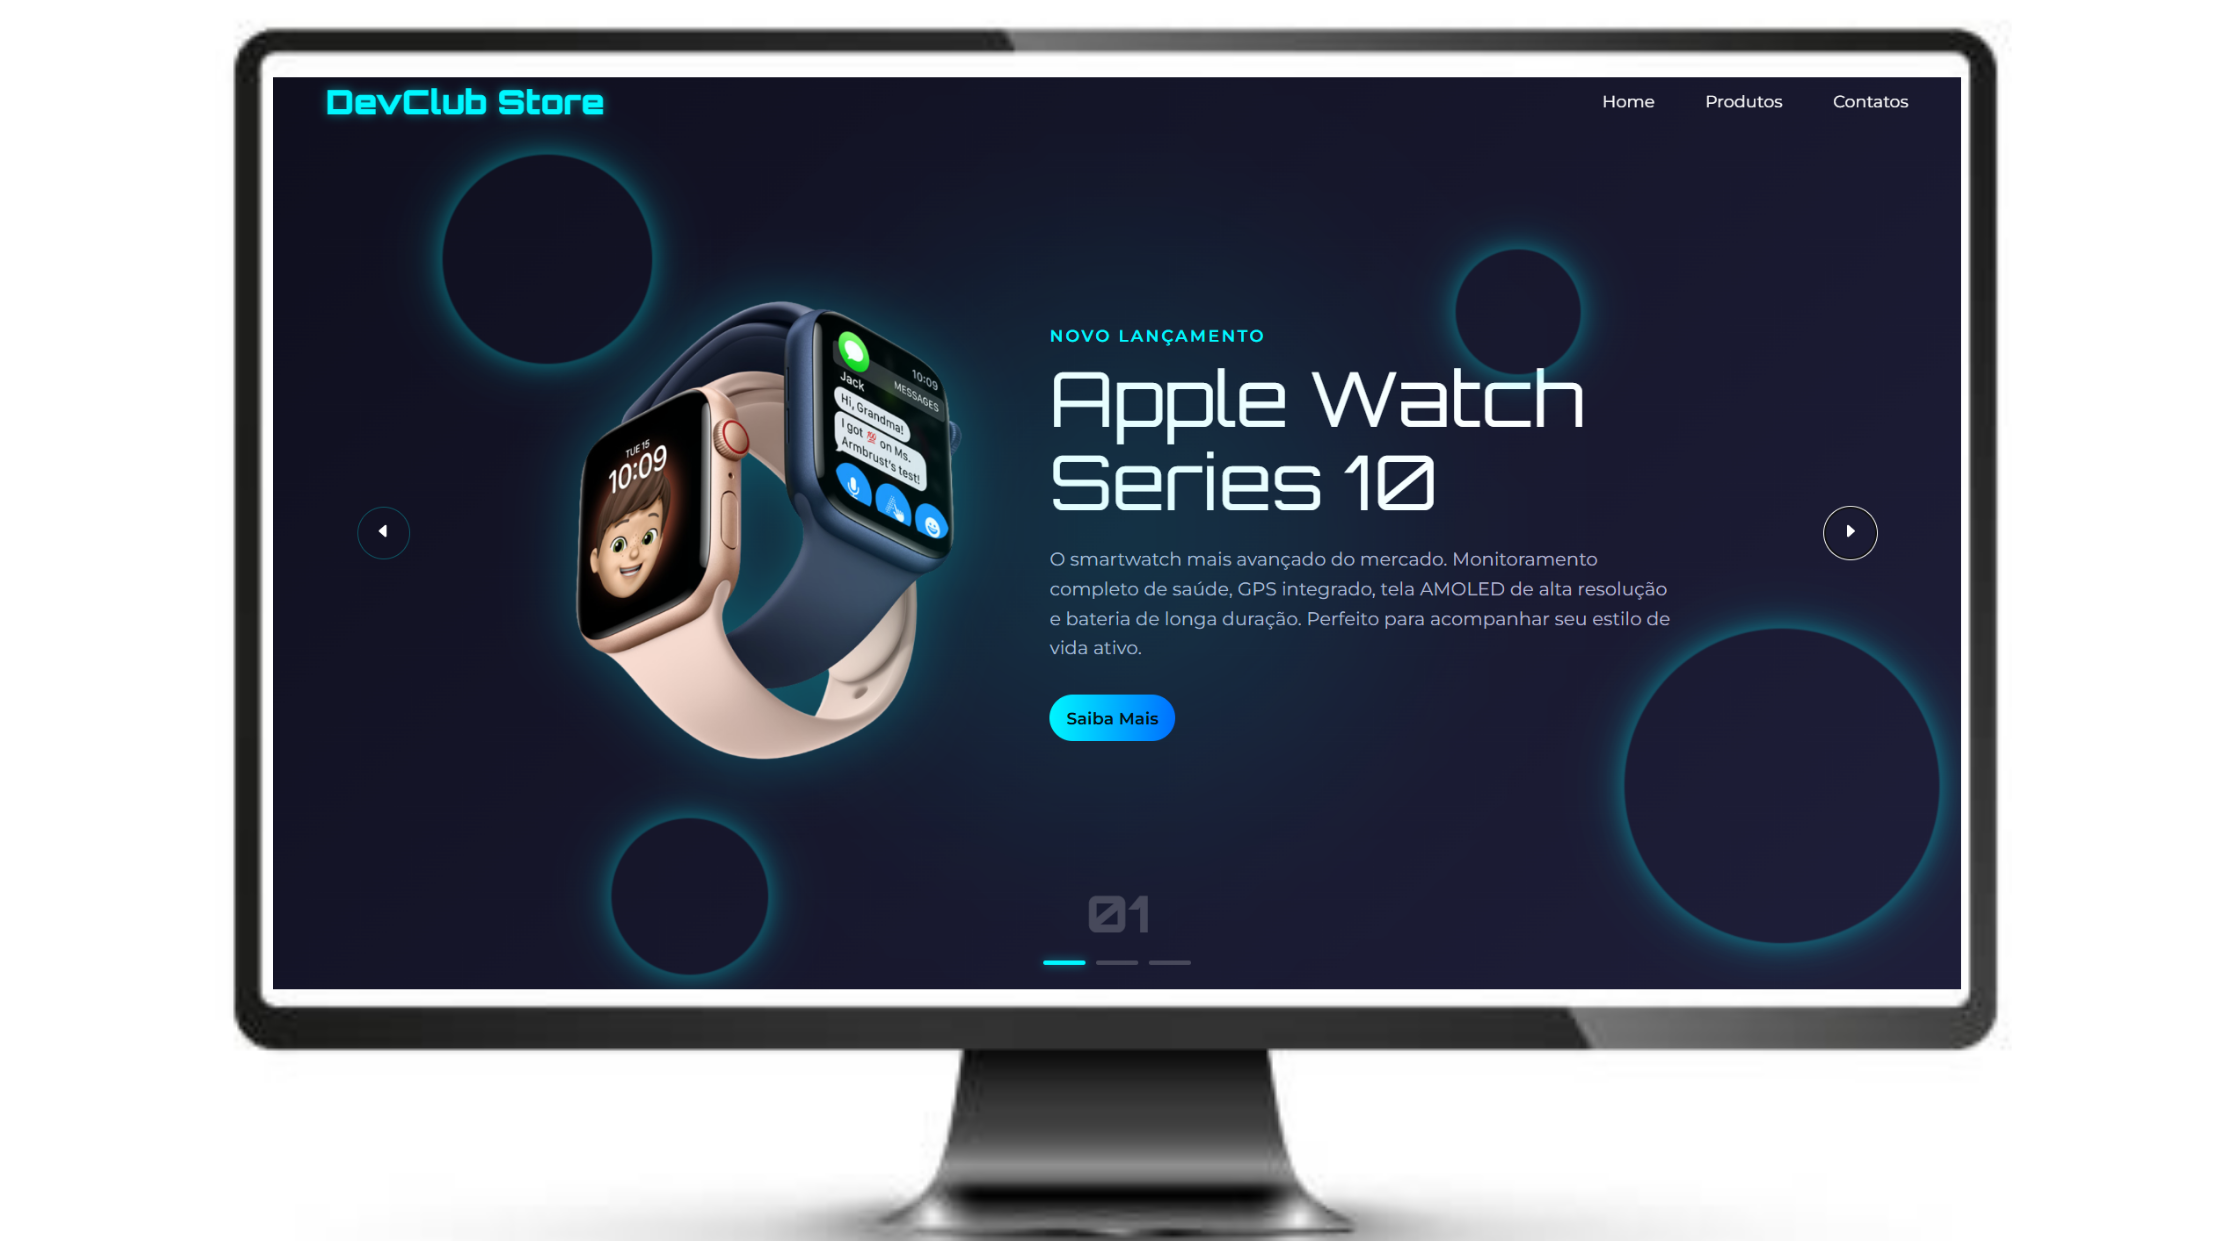 DevClub Store
Home
Produtos
Contatos
10:09
MESSAGES
Jack
Hi, Grandma!
I got 💯 on Ms.
Armbrust's test!
TUE 15
10:09
NOVO LANÇAMENTO
Apple Watch
Series 10
O smartwatch mais avançado do mercado. Monitoramento
completo de saúde, GPS integrado, tela AMOLED de alta resolução
e bateria de longa duração. Perfeito para acompanhar seu estilo de
vida ativo.
Saiba Mais
01